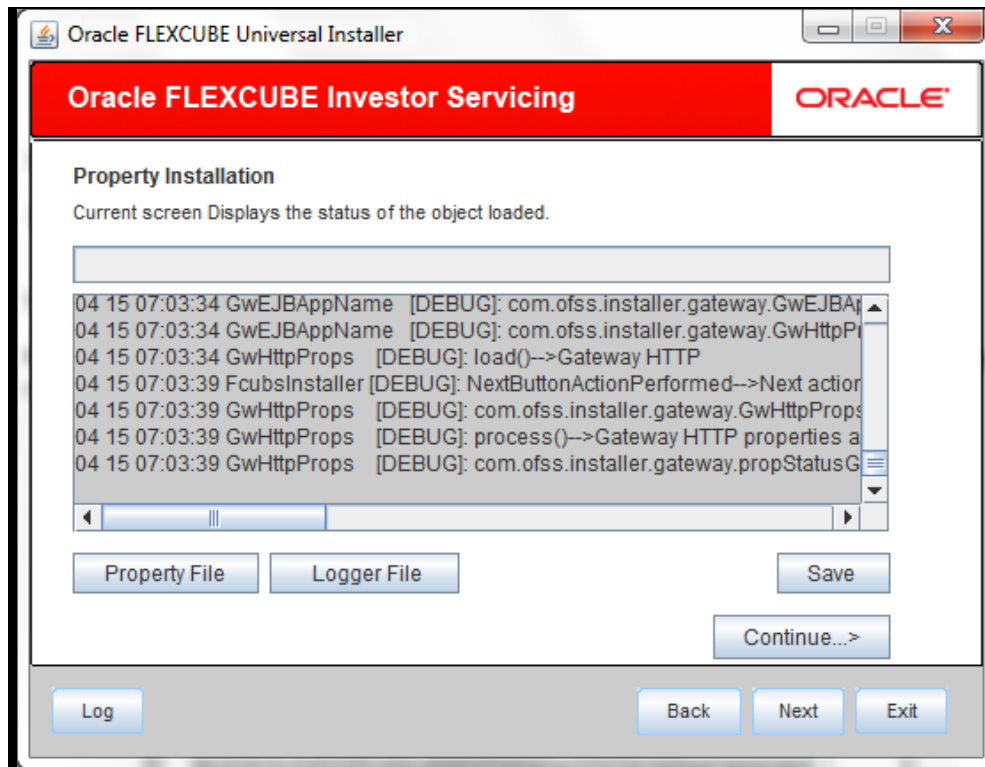 Oracle FLEXCUBE Universal Installer
Oracle FLEXCUBE Investor Servicing
ORACLE
Property Installation
Current screen Displays the status of the object loaded.
04 15 07:03:34 GwEJBAppName [DEBUG]: com.ofss.installer.gateway.GwEJBAp
04 15 07:03:34 GwEJBAppName [DEBUG]: com.ofss.installer.gateway.GwHttpPr
04 15 07:03:34 GwHttpProps [DEBUG]: load()-->Gateway HTTP
04 15 07:03:39 FcubsInstaller [DEBUG]: NextButtonActionPerformed-->Next action
04 15 07:03:39 GwHttpProps [DEBUG]: com.ofss.installer.gateway.GwHttpProps
04 15 07:03:39 GwHttpProps [DEBUG]: process()-->Gateway HTTP properties a
04 15 07:03:39 GwHttpProps [DEBUG]: com.ofss.installer.gateway.propStatusG
Property File Logger File Save
Continue...>
Log Back Next Exit